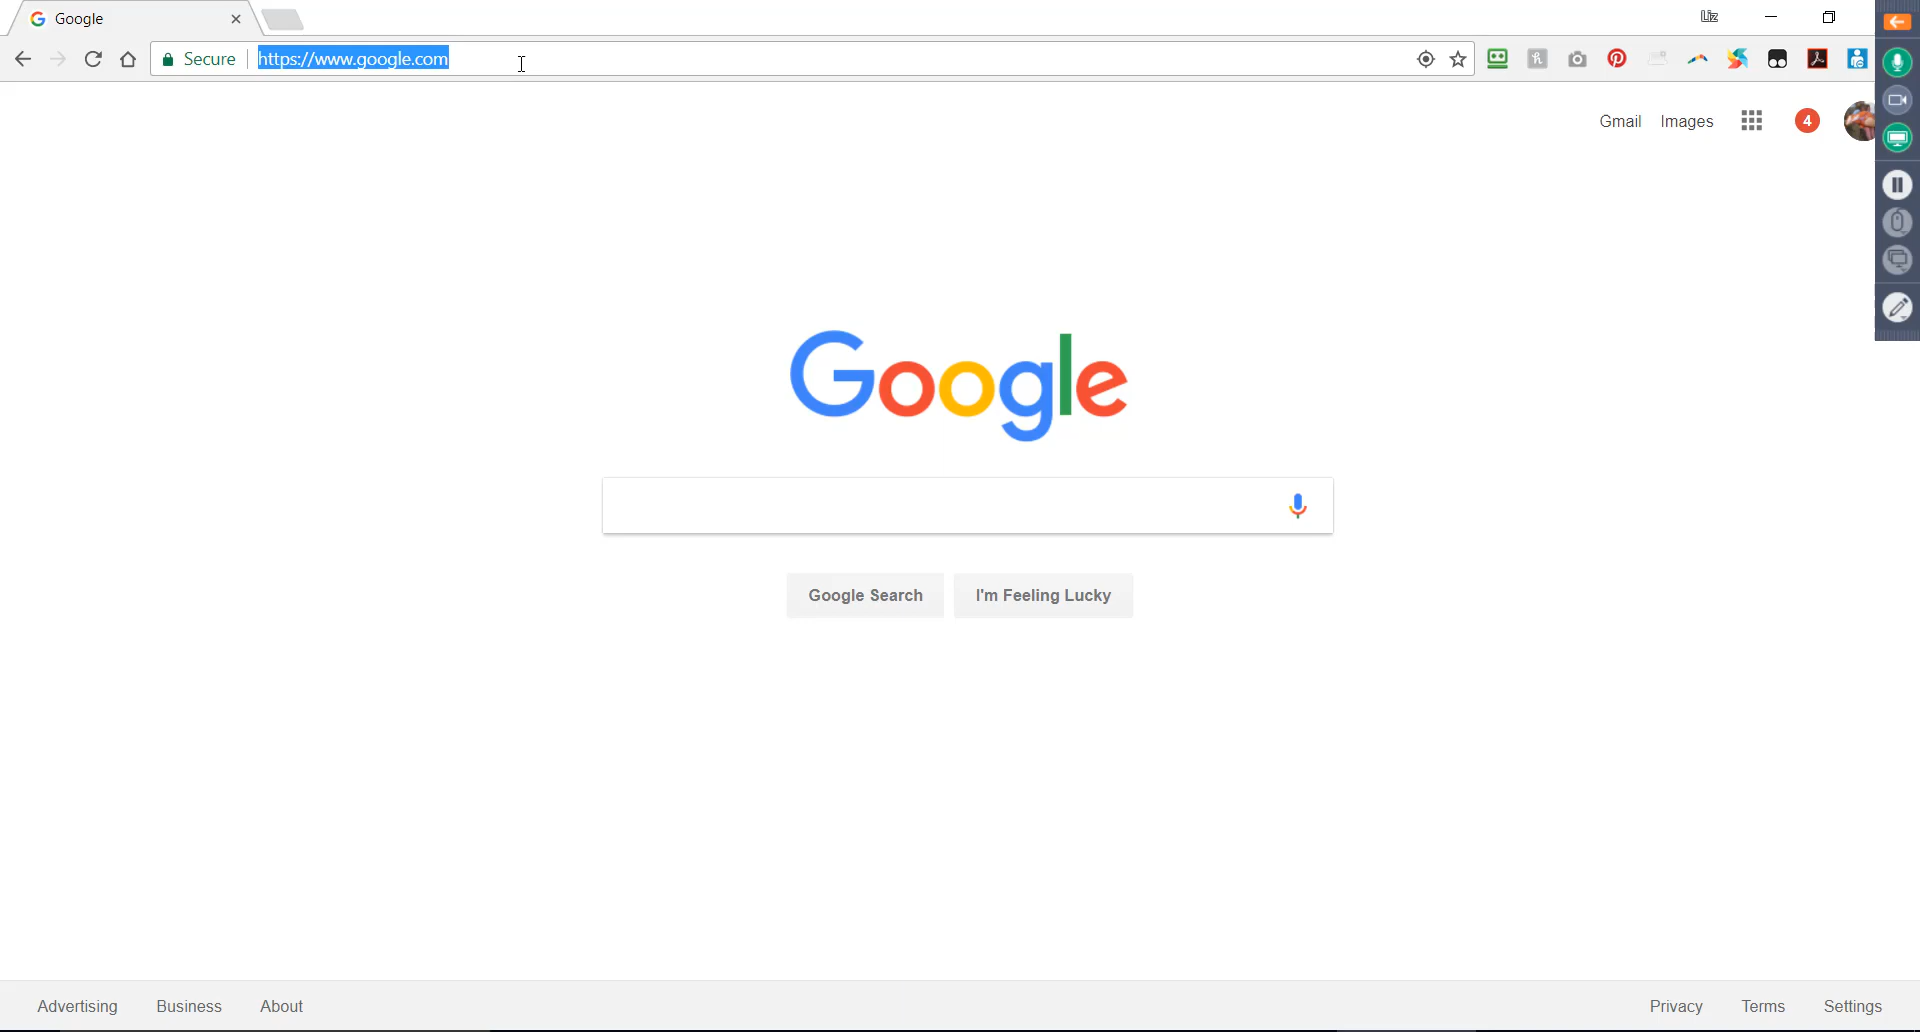 Google
Liz
Secure https://www.google.com
Gmail Images 4
Google
Google Search I'm Feeling Lucky
Advertising Business About Privacy Terms Settings